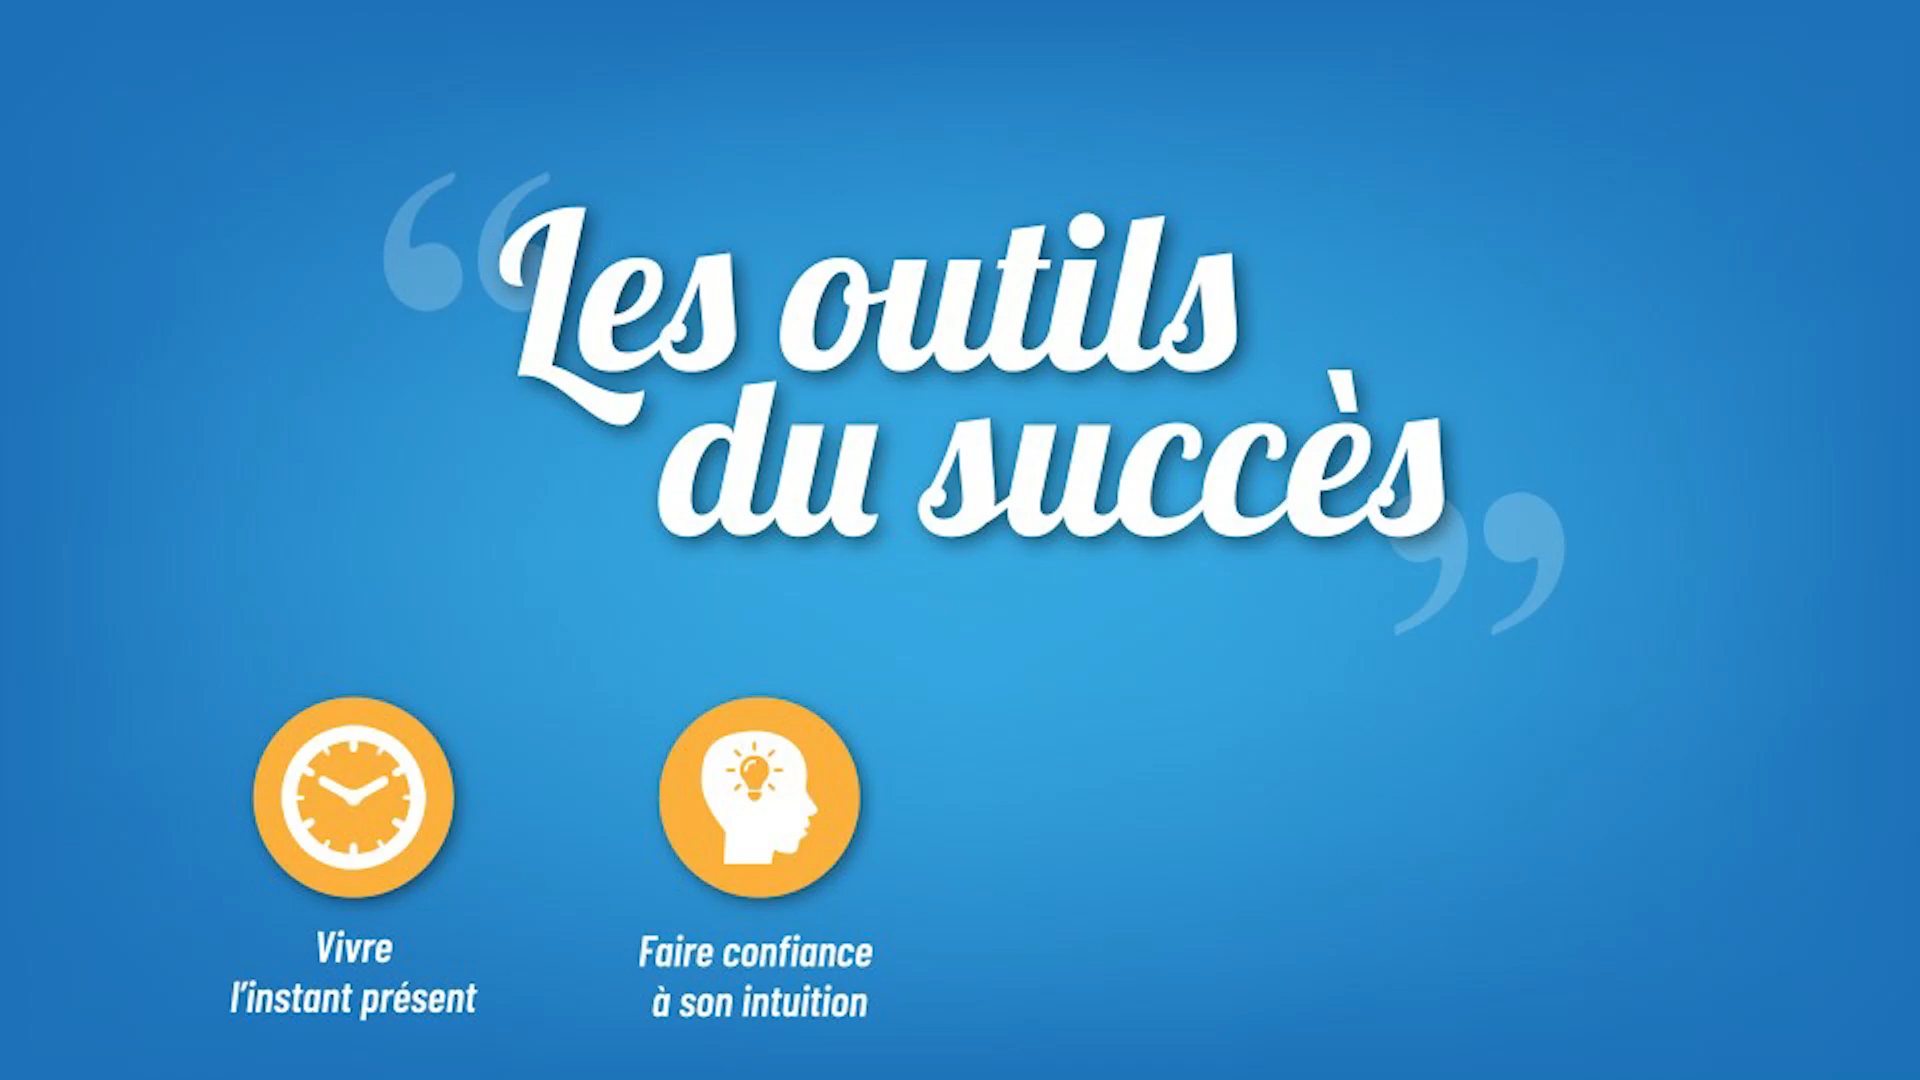 Les outils
du succès
Vivre
l’instant présent
Faire confiance
à son intuition